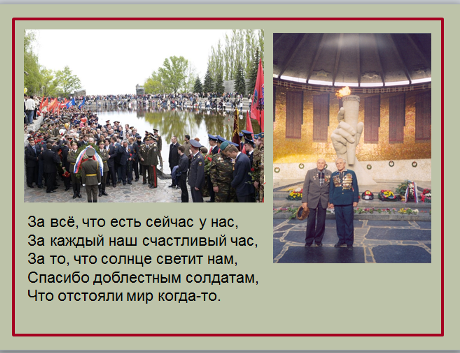 За всё, что есть сейчас у нас,
За каждый наш счастливый час,
За то, что солнце светит нам,
Спасибо доблестным солдатам,
Что отстояли мир когда-то.